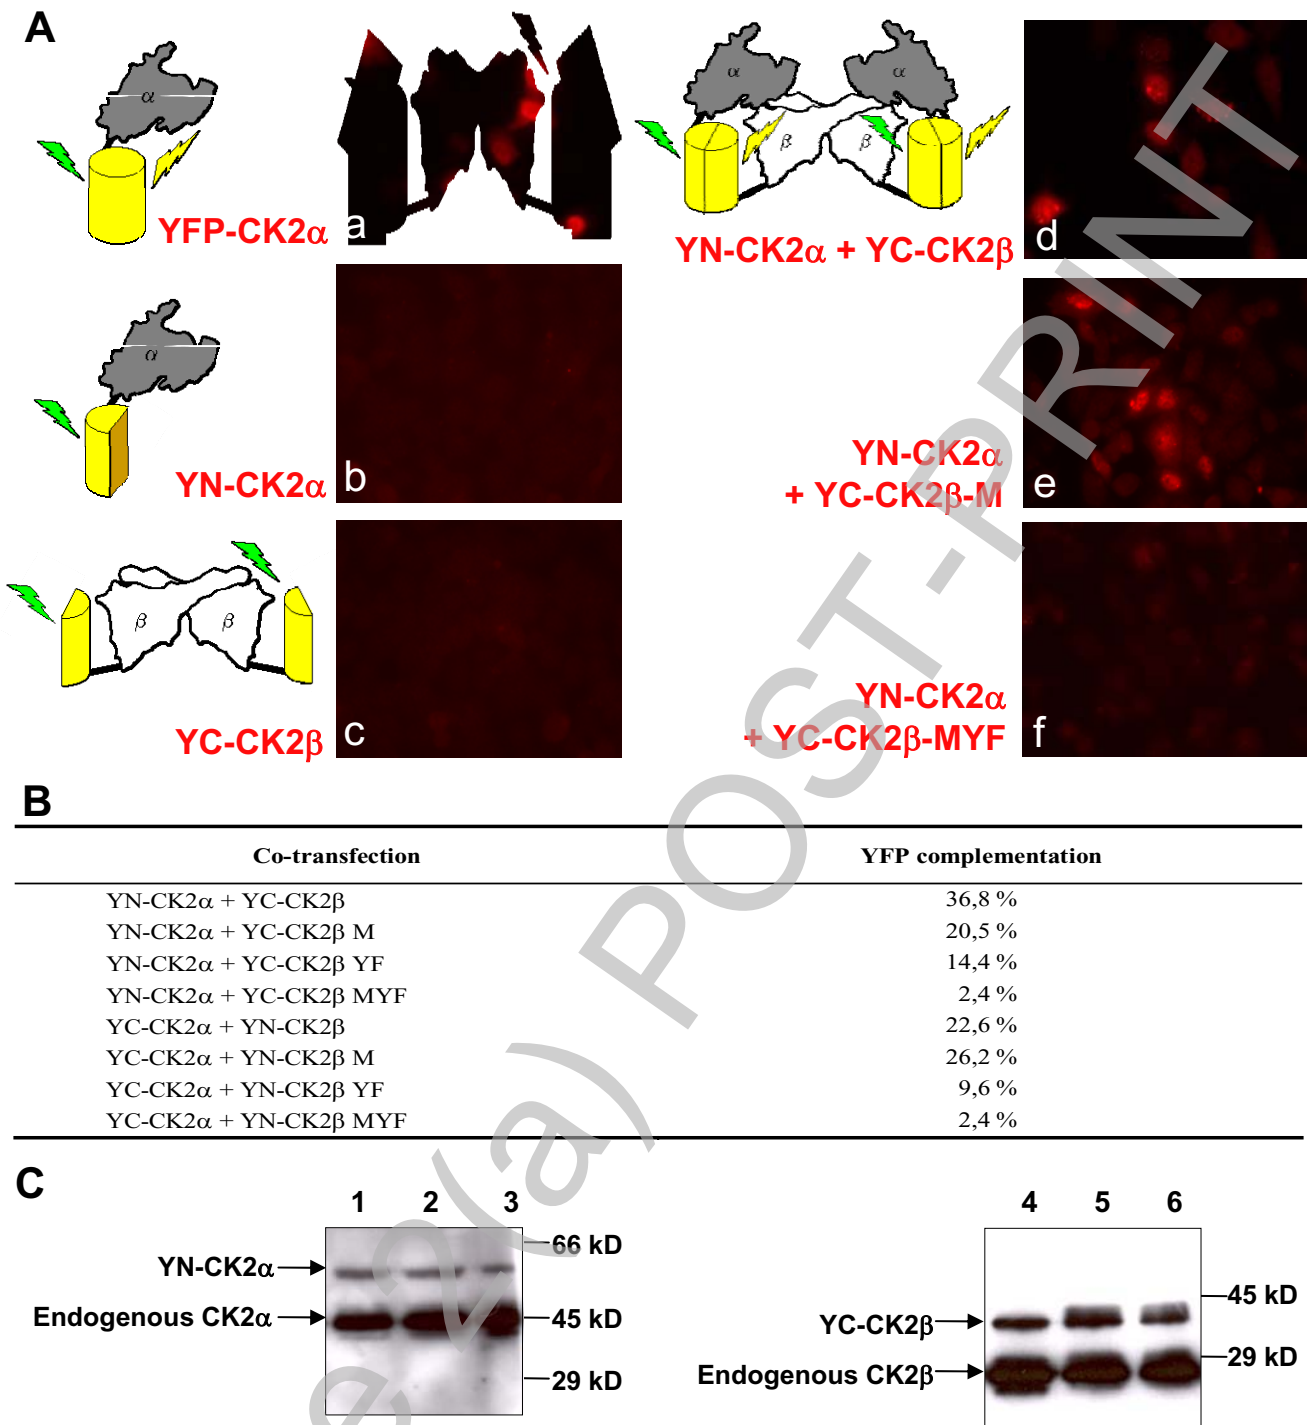 A
α
YFP-CK2α
a
α α
β β
YN-CK2α + YC-CK2β
d
α
YN-CK2α
b
YN-CK2α
+ YC-CK2β-M
e
β β
YC-CK2β
c
YN-CK2α
+ YC-CK2β-MYF
f
B
Co-transfection YFP complementation
YN-CK2α + YC-CK2β 36,8 %
YN-CK2α + YC-CK2β M 20,5 %
YN-CK2α + YC-CK2β YF 14,4 %
YN-CK2α + YC-CK2β MYF 2,4 %
YC-CK2α + YN-CK2β 22,6 %
YC-CK2α + YN-CK2β M 26,2 %
YC-CK2α + YN-CK2β YF 9,6 %
YC-CK2α + YN-CK2β MYF 2,4 %
C
1 2 3
66 kD
YN-CK2α
Endogenous CK2α
45 kD
29 kD
4 5 6
45 kD
YC-CK2β
29 kD
Endogenous CK2β
e 2(a) POST-PRINT